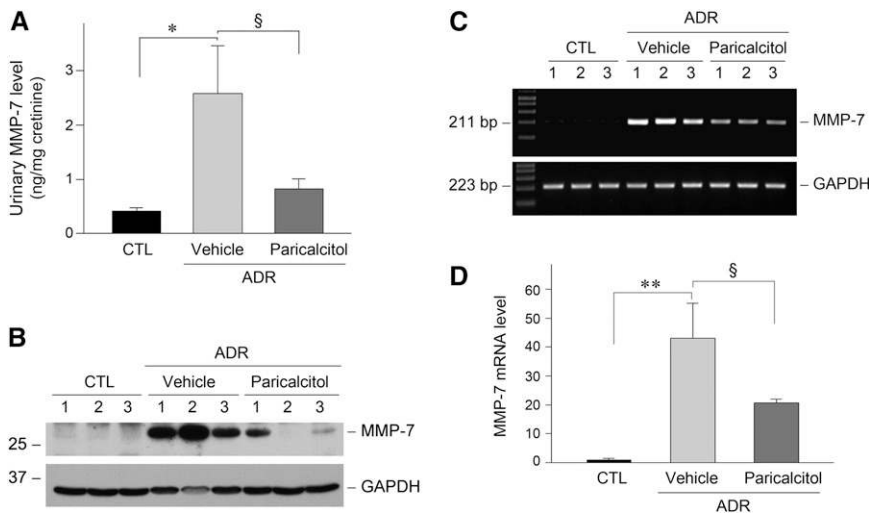 A
Urinary MMP-7 level
(ng/mg cretinine)
3
2
1
0
*
§
CTL
Vehicle
Paricalcitol
ADR
B
ADR
CTL
Vehicle
Paricalcitol
1 2 3 1 2 3 1 2 3
25 –
– MMP-7
37 –
– GAPDH
C
ADR
CTL
Vehicle
Paricalcitol
1 2 3 1 2 3 1 2 3
211 bp –
– MMP-7
223 bp –
– GAPDH
D
MMP-7 mRNA level
60
50
40
30
20
10
0
**
§
CTL
Vehicle
Paricalcitol
ADR